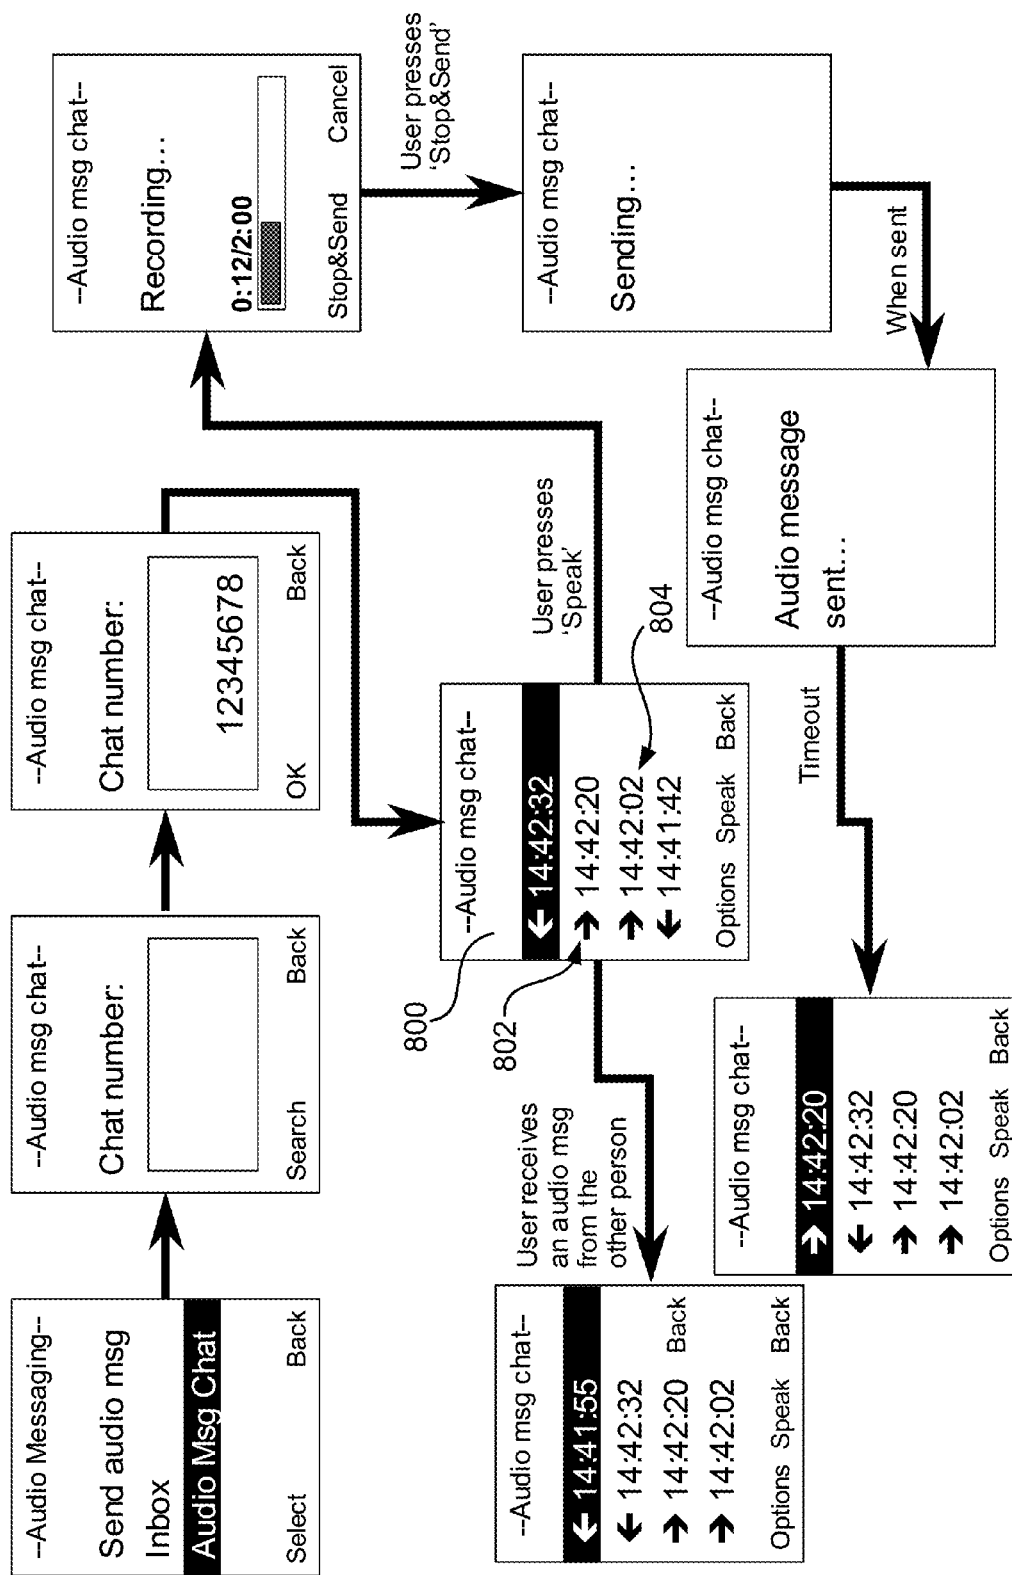 --Audio Messaging--
Send audio msg
Inbox
Audio Msg Chat
Select Back
--Audio msg chat--
Chat number:
Search Back
--Audio msg chat--
Chat number:
12345678
OK Back
--Audio msg chat--
Recording...
0:12/2:00
Stop&Send Cancel
User presses
'Stop&Send'
800
--Audio msg chat--
← 14:42:32
→ 14:42:20
→ 14:42:02
← 14:41:42
Options Speak Back
802
804
User presses
'Speak'
User receives
an audio msg
from the
other person
--Audio msg chat--
← 14:41:55
← 14:42:32
→ 14:42:20 Back
→ 14:42:02
Options Speak Back
--Audio msg chat--
Sending...
When sent
--Audio msg chat--
Audio message
sent...
Timeout
--Audio msg chat--
→ 14:42:20
← 14:42:32
→ 14:42:20
→ 14:42:02
Options Speak Back